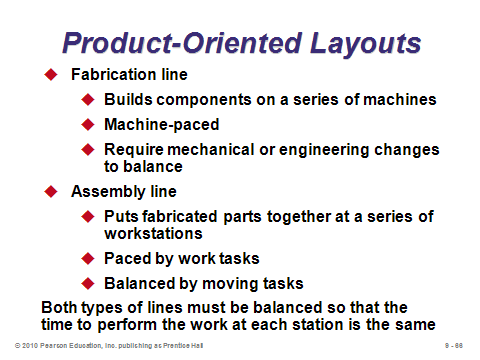 Product-Oriented Layouts
Fabrication line
Builds components on a series of machines
Machine-paced
Require mechanical or engineering changes
to balance
Assembly line
Puts fabricated parts together at a series of
workstations
Paced by work tasks
Balanced by moving tasks
Both types of lines must be balanced so that the
time to perform the work at each station is the same
© 2010 Pearson Education, Inc. publishing as Prentice Hall
9 - 66